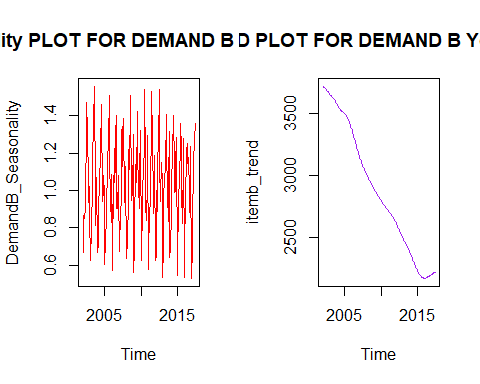 ity PLOT FOR DEMAND B
D PLOT FOR DEMAND B Y
DemandB_Seasonality
0.6 0.8 1.0 1.2 1.4
2005 2015
Time
itemb_trend
2500 3000 3500
2005 2015
Time